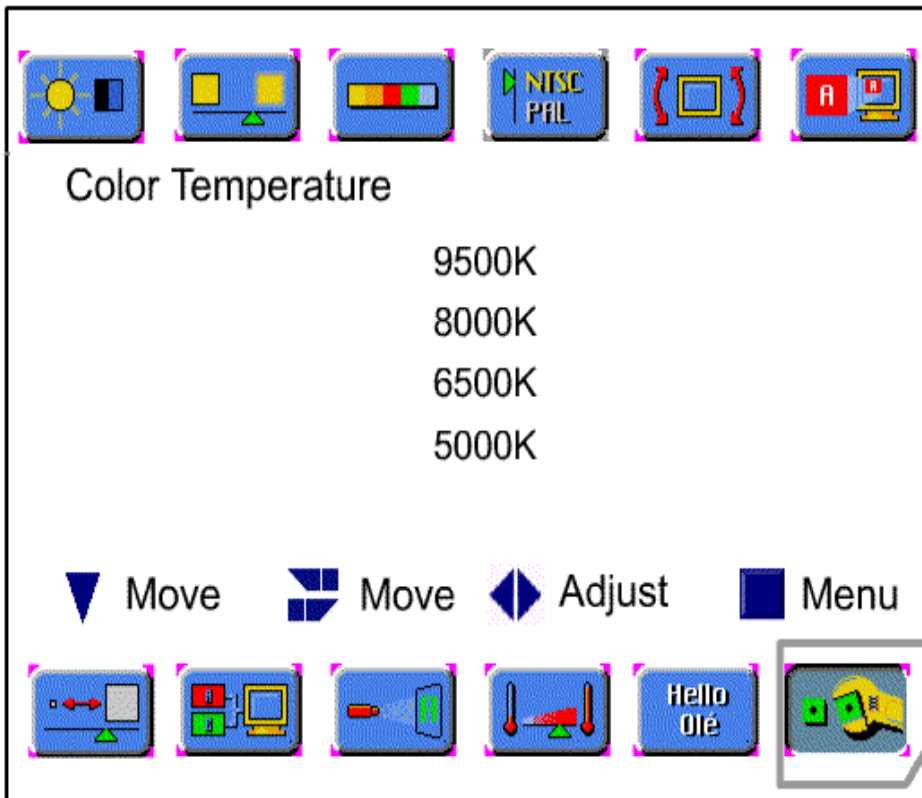 NTSC
PAL
A
A
Color Temperature
9500K
8000K
6500K
5000K
Move
Move
Adjust
Menu
A
Hello
Olé